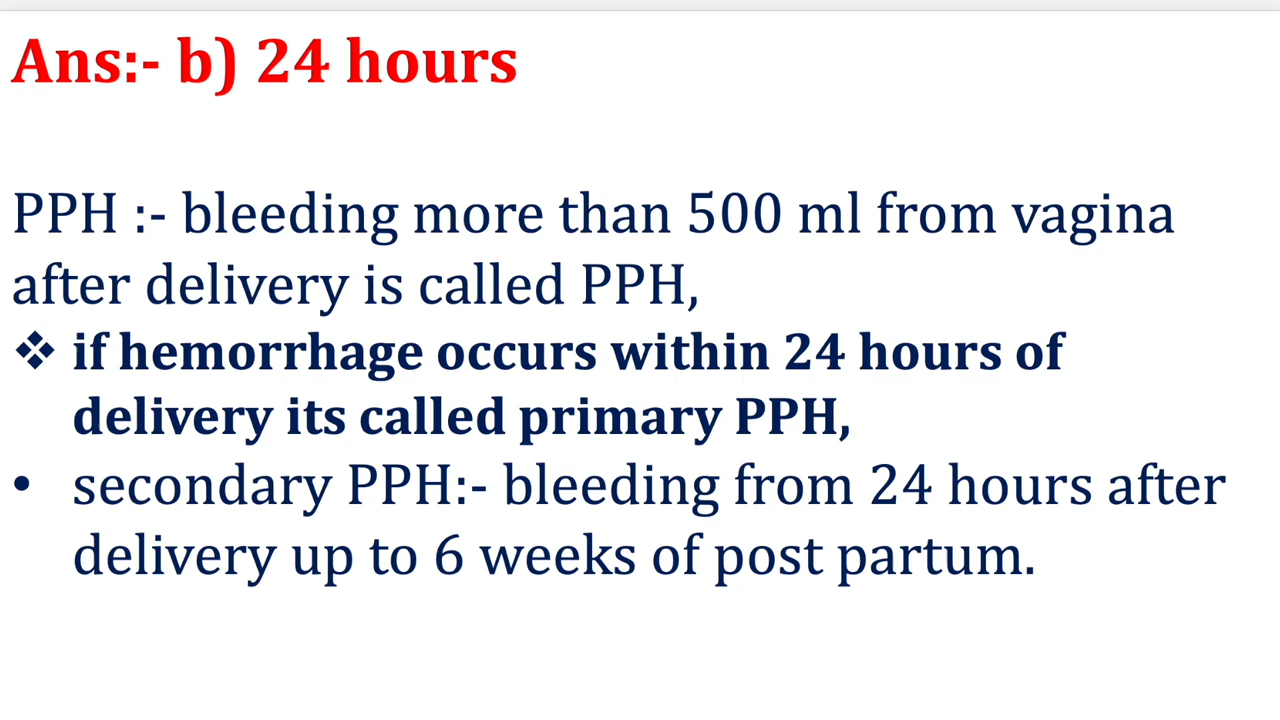 Ans:- b) 24 hours
PPH :- bleeding more than 500 ml from vagina
after delivery is called PPH,
❖ if hemorrhage occurs within 24 hours of
delivery its called primary PPH,
• secondary PPH:- bleeding from 24 hours after
delivery up to 6 weeks of post partum.